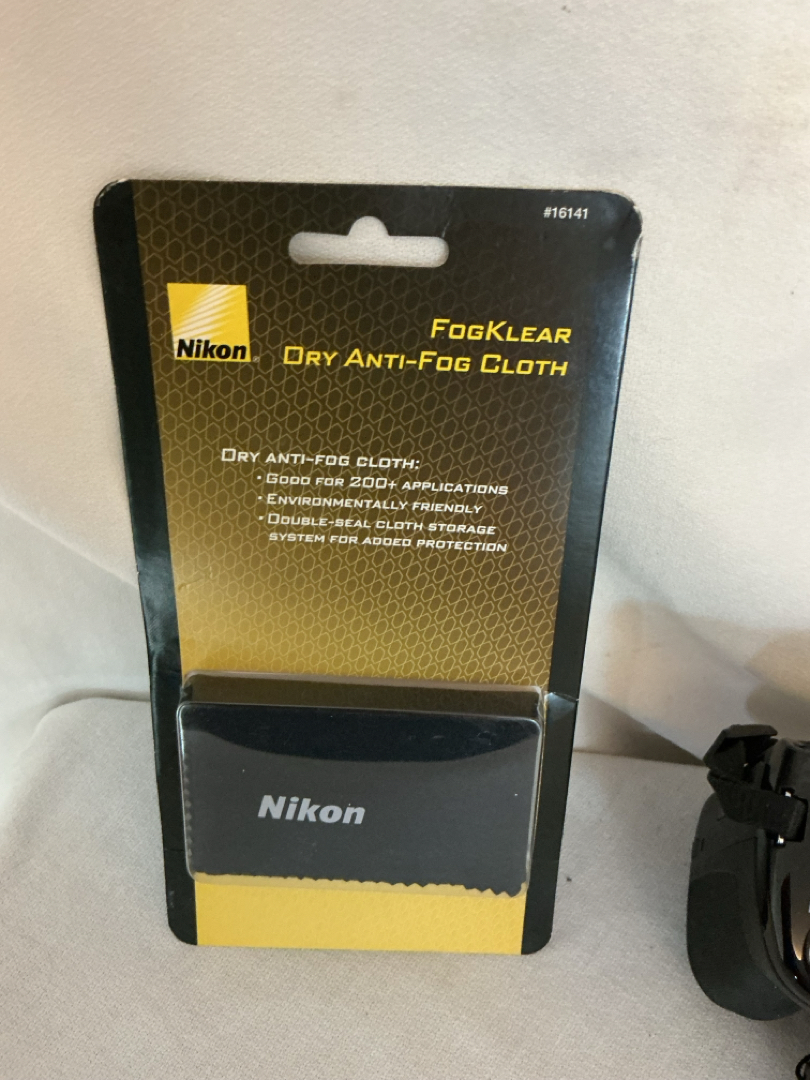 #16141
Nikon
FogKlear
Dry Anti-Fog Cloth
Dry anti-fog cloth:
• Good for 200+ applications
• Environmentally friendly
• Double-seal cloth storage
system for added protection
Nikon